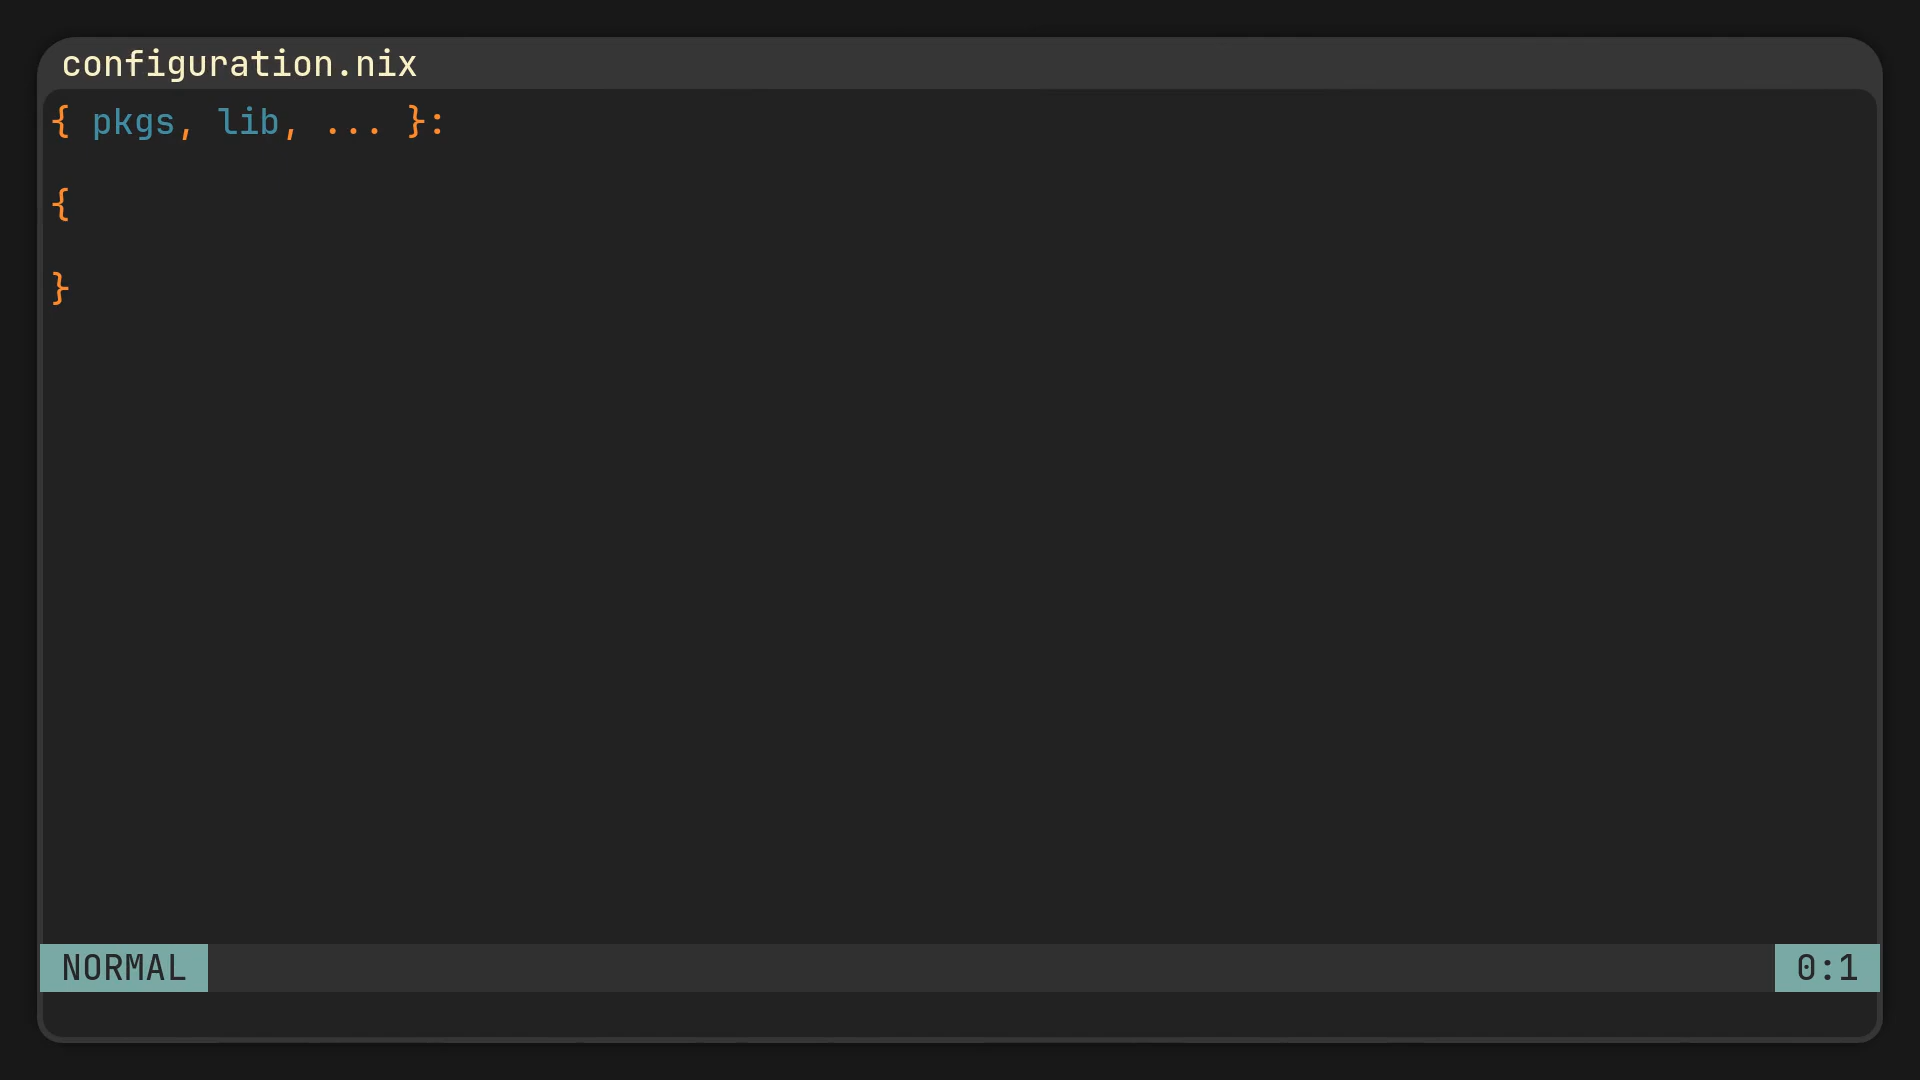 configuration.nix
{ pkgs, lib, ... }:
{
}
NORMAL
0:1